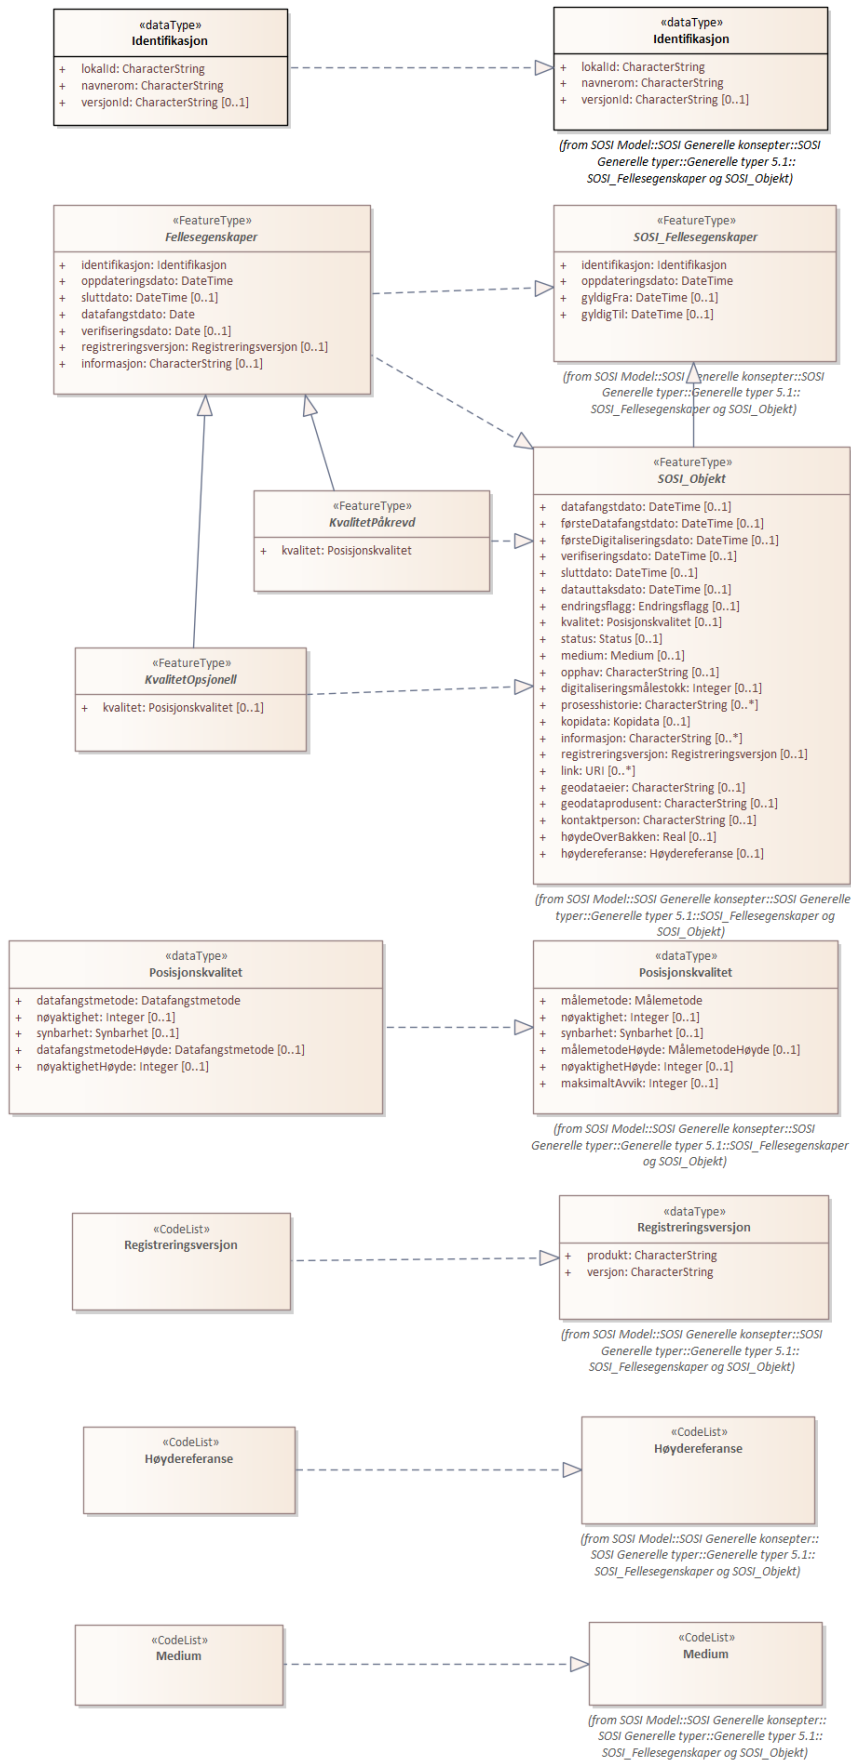 «dataType»
Identifikasjon
+ lokalId: CharacterString
+ navnerom: CharacterString
+ versjonId: CharacterString [0..1]
«dataType»
Identifikasjon
+ lokalId: CharacterString
+ navnerom: CharacterString
+ versjonId: CharacterString [0..1]
(from SOSI Model::SOSI Generelle konsepter::SOSI
Generelle typer::Generelle typer 5.1::
SOSI_Fellesegenskaper og SOSI_Objekt)
«FeatureType»
Fellesegenskaper
+ identifikasjon: Identifikasjon
+ oppdateringsdato: DateTime
+ sluttdato: DateTime [0..1]
+ datafangstdato: Date
+ verifiseringsdato: Date [0..1]
+ registreringsversjon: Registreringsversjon [0..1]
+ informasjon: CharacterString [0..1]
«FeatureType»
SOSI_Fellesegenskaper
+ identifikasjon: Identifikasjon
+ oppdateringsdato: DateTime
+ gyldigFra: DateTime [0..1]
+ gyldigTil: DateTime [0..1]
(from SOSI Model::SOSI Generelle konsepter::SOSI
Generelle typer::Generelle typer 5.1::
SOSI_Fellesegenskaper og SOSI_Objekt)
«FeatureType»
KvalitetPåkrevd
+ kvalitet: Posisjonskvalitet
«FeatureType»
KvalitetOpsjonell
+ kvalitet: Posisjonskvalitet [0..1]
«FeatureType»
SOSI_Objekt
+ datafangstdato: DateTime [0..1]
+ førsteDatafangstdato: DateTime [0..1]
+førsteDigitaliseringsdato: DateTime [0..1]
+ verifiseringsdato: DateTime [0..1]
+ sluttdato: DateTime [0..1]
+ datauttaksdato: DateTime [0..1]
+ endringsflagg: Endringsflagg [0..1]
+ kvalitet: Posisjonskvalitet [0..1]
+ status: Status [0..1]
+ medium: Medium [0..1]
+ opphav: CharacterString [0..1]
+ digitaliseringsmålestokk: Integer [0..1]
+ prosesshistorie: CharacterString [0..*]
+ kopidata: Kopidata [0..1]
+ informasjon: CharacterString [0..*]
+ registreringsversjon: Registreringsversjon [0..1]
+ link: URI [0..*]
+ geodataeier: CharacterString [0..1]
+ geodataprodusent: CharacterString [0..1]
+ kontaktperson: CharacterString [0..1]
+ høydeOverBakken: Real [0..1]
+ høydereferanse: Høydereferanse [0..1]
(from SOSI Model::SOSI Generelle konsepter::SOSI Generelle
typer::Generelle typer 5.1::SOSI_Fellesegenskaper og
SOSI_Objekt)
«dataType»
Posisjonskvalitet
+ datafangstmetode: Datafangstmetode
+ nøyaktighet: Integer [0..1]
+ synbarhet: Synbarhet [0..1]
+ datafangstmetodeHøyde: Datafangstmetode [0..1]
+ nøyaktighetHøyde: Integer [0..1]
«dataType»
Posisjonskvalitet
+ målemetode: Målemetode
+ nøyaktighet: Integer [0..1]
+ synbarhet: Synbarhet [0..1]
+ målemetodeHøyde: MålemetodeHøyde [0..1]
+ nøyaktighetHøyde: Integer [0..1]
+ maksimaltAvvik: Integer [0..1]
(from SOSI Model::SOSI Generelle konsepter::SOSI
Generelle typer::Generelle typer 5.1::SOSI_Fellesegenskaper
og SOSI_Objekt)
«CodeList»
Registreringsversjon
«dataType»
Registreringsversjon
+ produkt: CharacterString
+ versjon: CharacterString
(from SOSI Model::SOSI Generelle konsepter::SOSI
Generelle typer::Generelle typer 5.1::
SOSI_Fellesegenskaper og SOSI_Objekt)
«CodeList»
Høydereferanse
«CodeList»
Høydereferanse
(from SOSI Model::SOSI Generelle konsepter::
SOSI Generelle typer::Generelle typer 5.1::
SOSI_Fellesegenskaper og SOSI_Objekt)
«CodeList»
Medium
«CodeList»
Medium
(from SOSI Model::SOSI Generelle konsepter::
SOSI Generelle typer::Generelle typer 5.1::
SOSI_Fellesegenskaper og SOSI_Objekt)